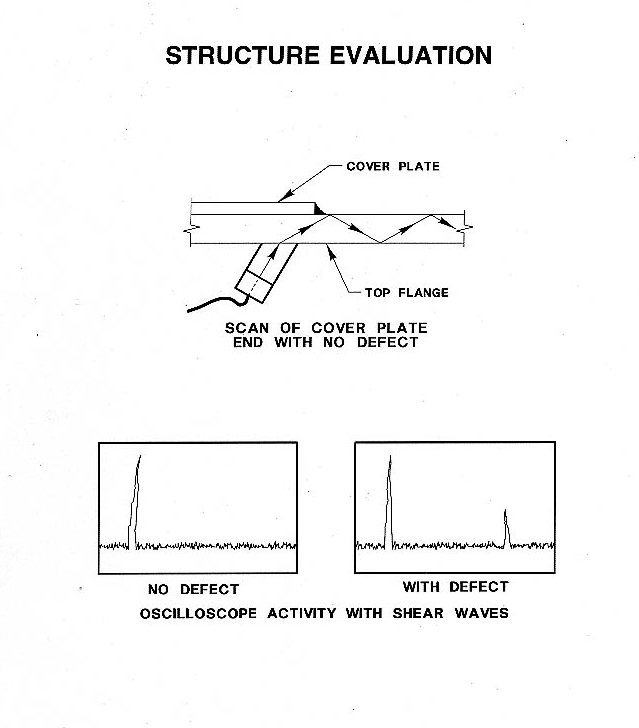 STRUCTURE EVALUATION
COVER PLATE
TOP FLANGE
SCAN OF COVER PLATE
END WITH NO DEFECT
NO DEFECT
WITH DEFECT
OSCILLOSCOPE ACTIVITY WITH SHEAR WAVES